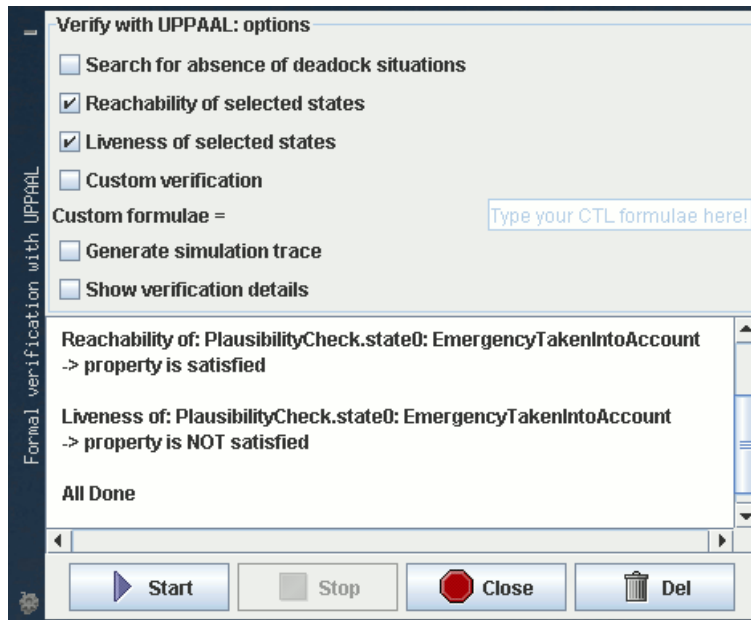 Formal verification with UPPAAL
Verify with UPPAAL: options
Search for absence of deadock situations
Reachability of selected states
Liveness of selected states
Custom verification
Custom formulae =
Type your CTL formulae here!
Generate simulation trace
Show verification details
Reachability of: PlausibilityCheck.state0: EmergencyTakenIntoAccount
-> property is satisfied
Liveness of: PlausibilityCheck.state0: EmergencyTakenIntoAccount
-> property is NOT satisfied
All Done
Start
Stop
Close
Del